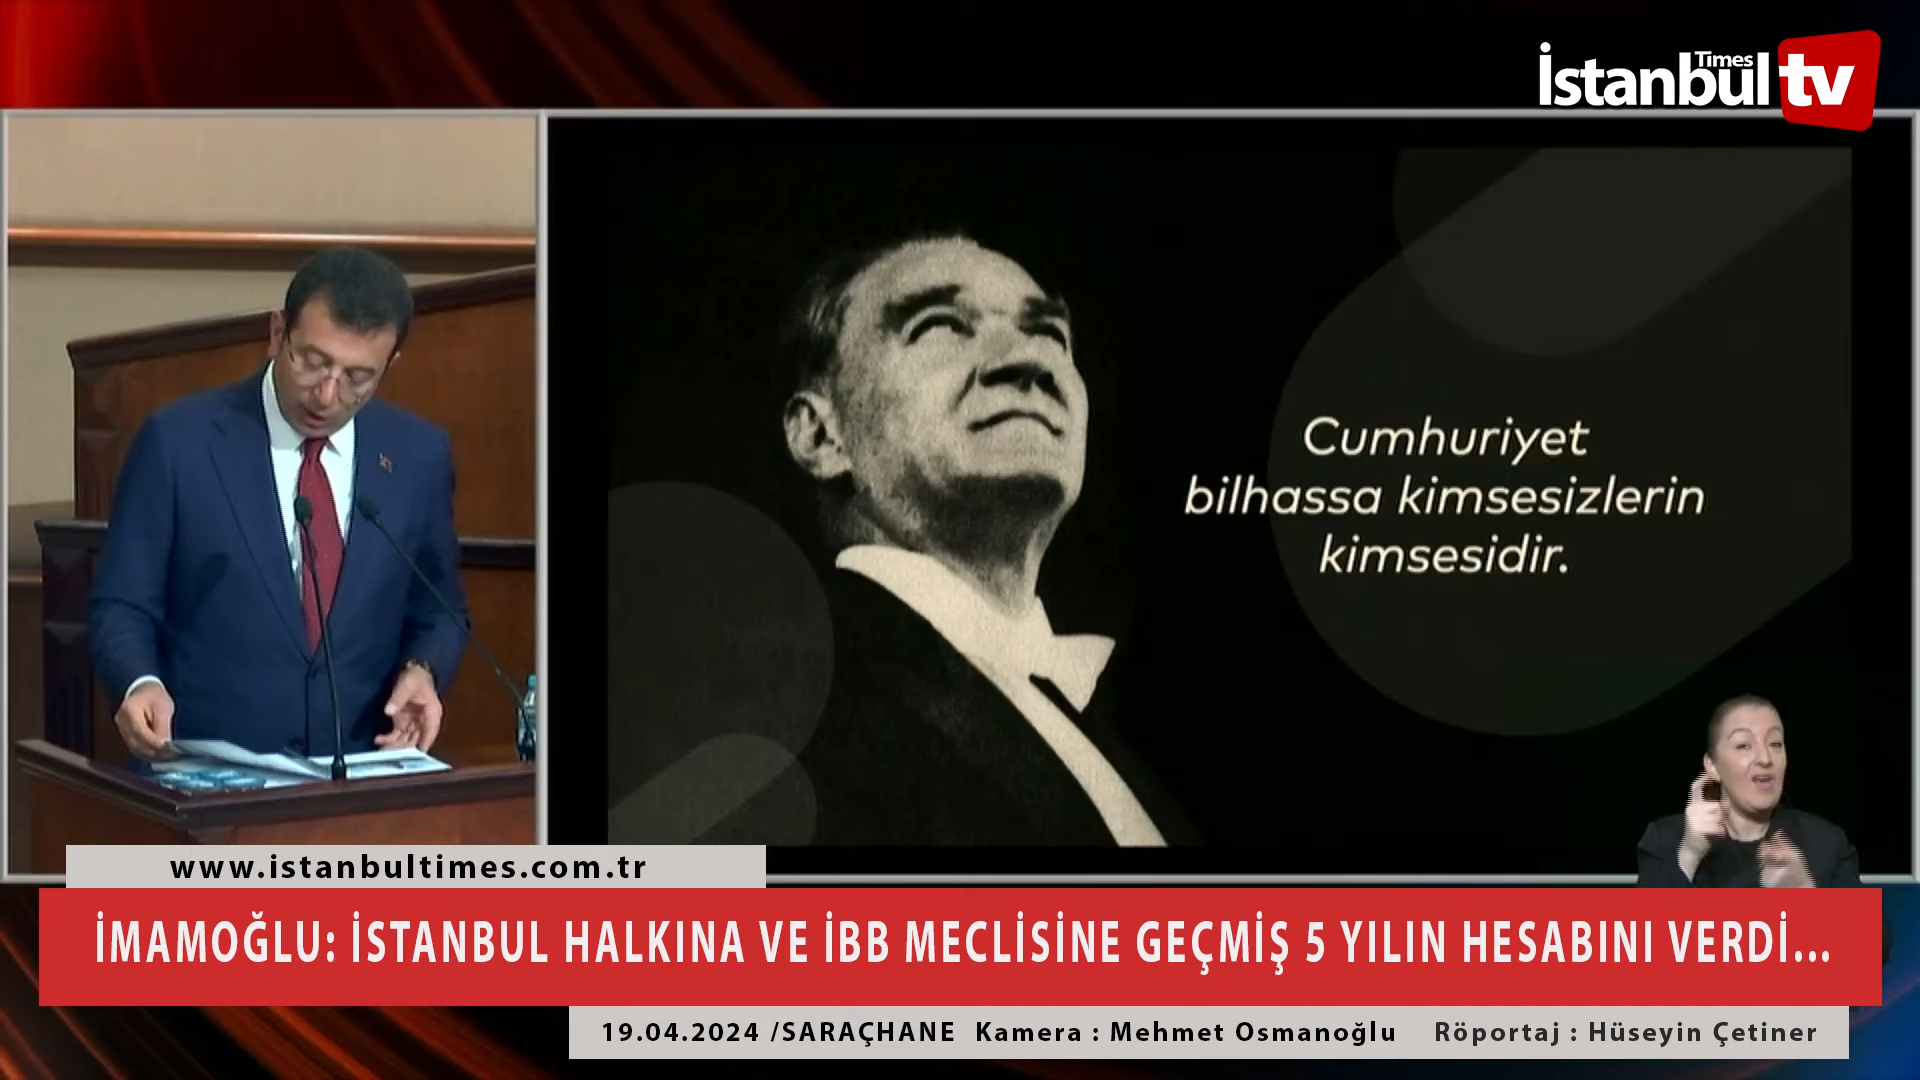 İstanbul Times tv
Cumhuriyet
bilhassa kimsesizlerin
kimsesidir.
www.istanbultimes.com.tr
İMAMOĞLU: İSTANBUL HALKINA VE İBB MECLİSİNE GEÇMİŞ 5 YILIN HESABINI VERDİ...
19.04.2024 /SARAÇHANE Kamera : Mehmet Osmanoğlu Röportaj : Hüseyin Çetiner